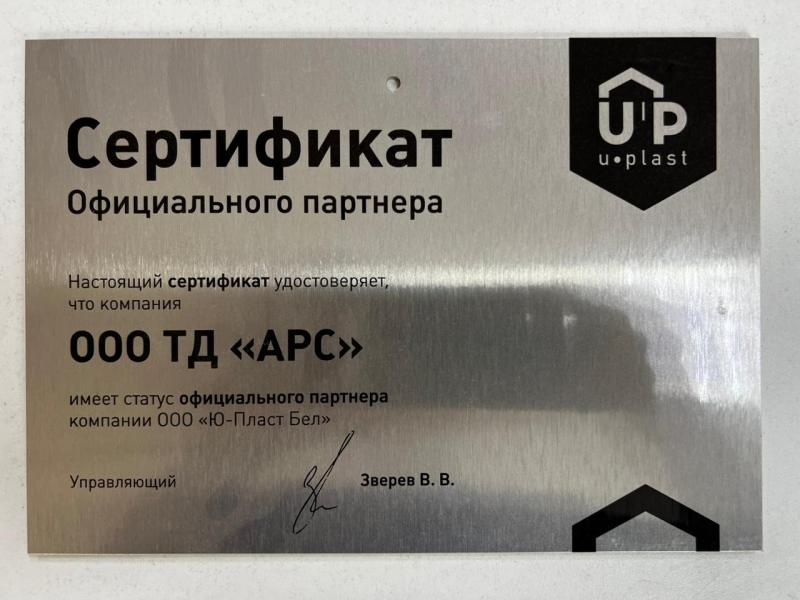 Сертификат
Официального партнера
UP
u•plast
Настоящий сертификат удостоверяет,
что компания
ООО ТД «АРС»
имеет статус официального партнера
компании ООО «Ю-Пласт Бел»
Управляющий
Зверев В. В.